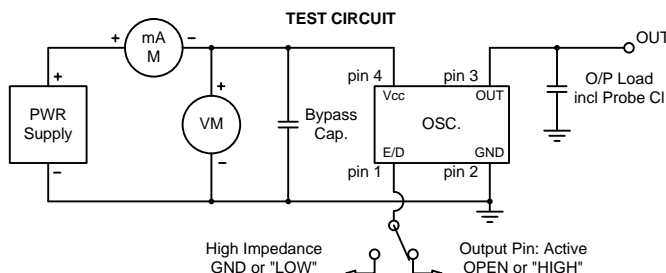 TEST CIRCUIT
mA
M
+
−
OUT
pin 4
pin 3
+
+
Vcc
OUT
O/P Load
incl Probe Cl
PWR
Supply
VM
Bypass
Cap.
OSC.
−
−
E/D
GND
pin 1
pin 2
High Impedance
GND or "LOW"
Output Pin: Active
OPEN or "HIGH"